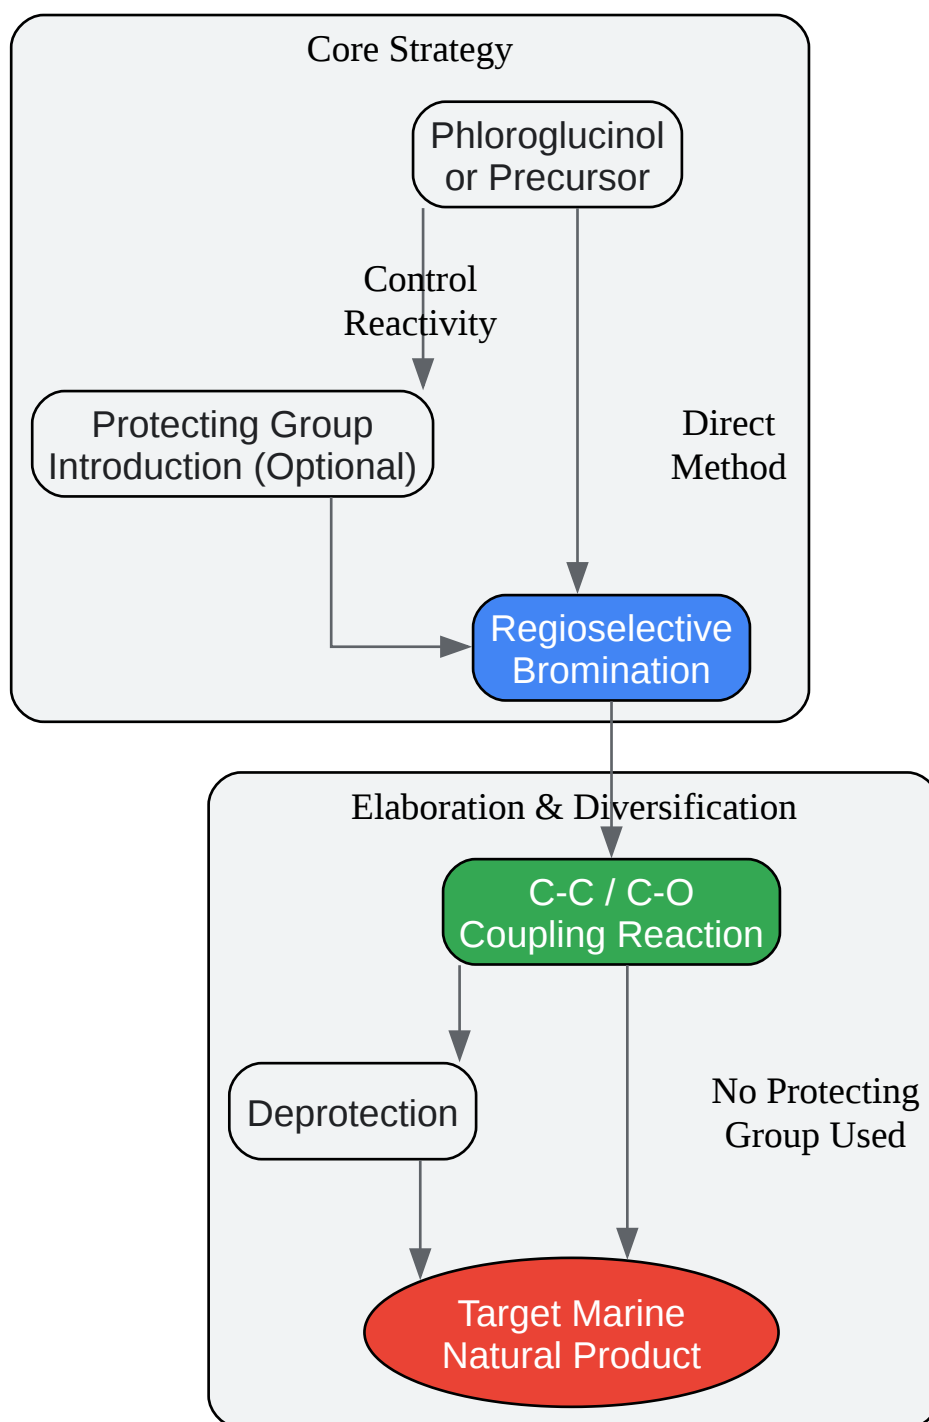 Core Strategy
Phloroglucinol
or Precursor
Control
Reactivity
Protecting Group
Introduction (Optional)
Direct
Method
Regioselective
Bromination
Elaboration & Diversification
C-C / C-O
Coupling Reaction
Deprotection
No Protecting
Group Used
Target Marine
Natural Product